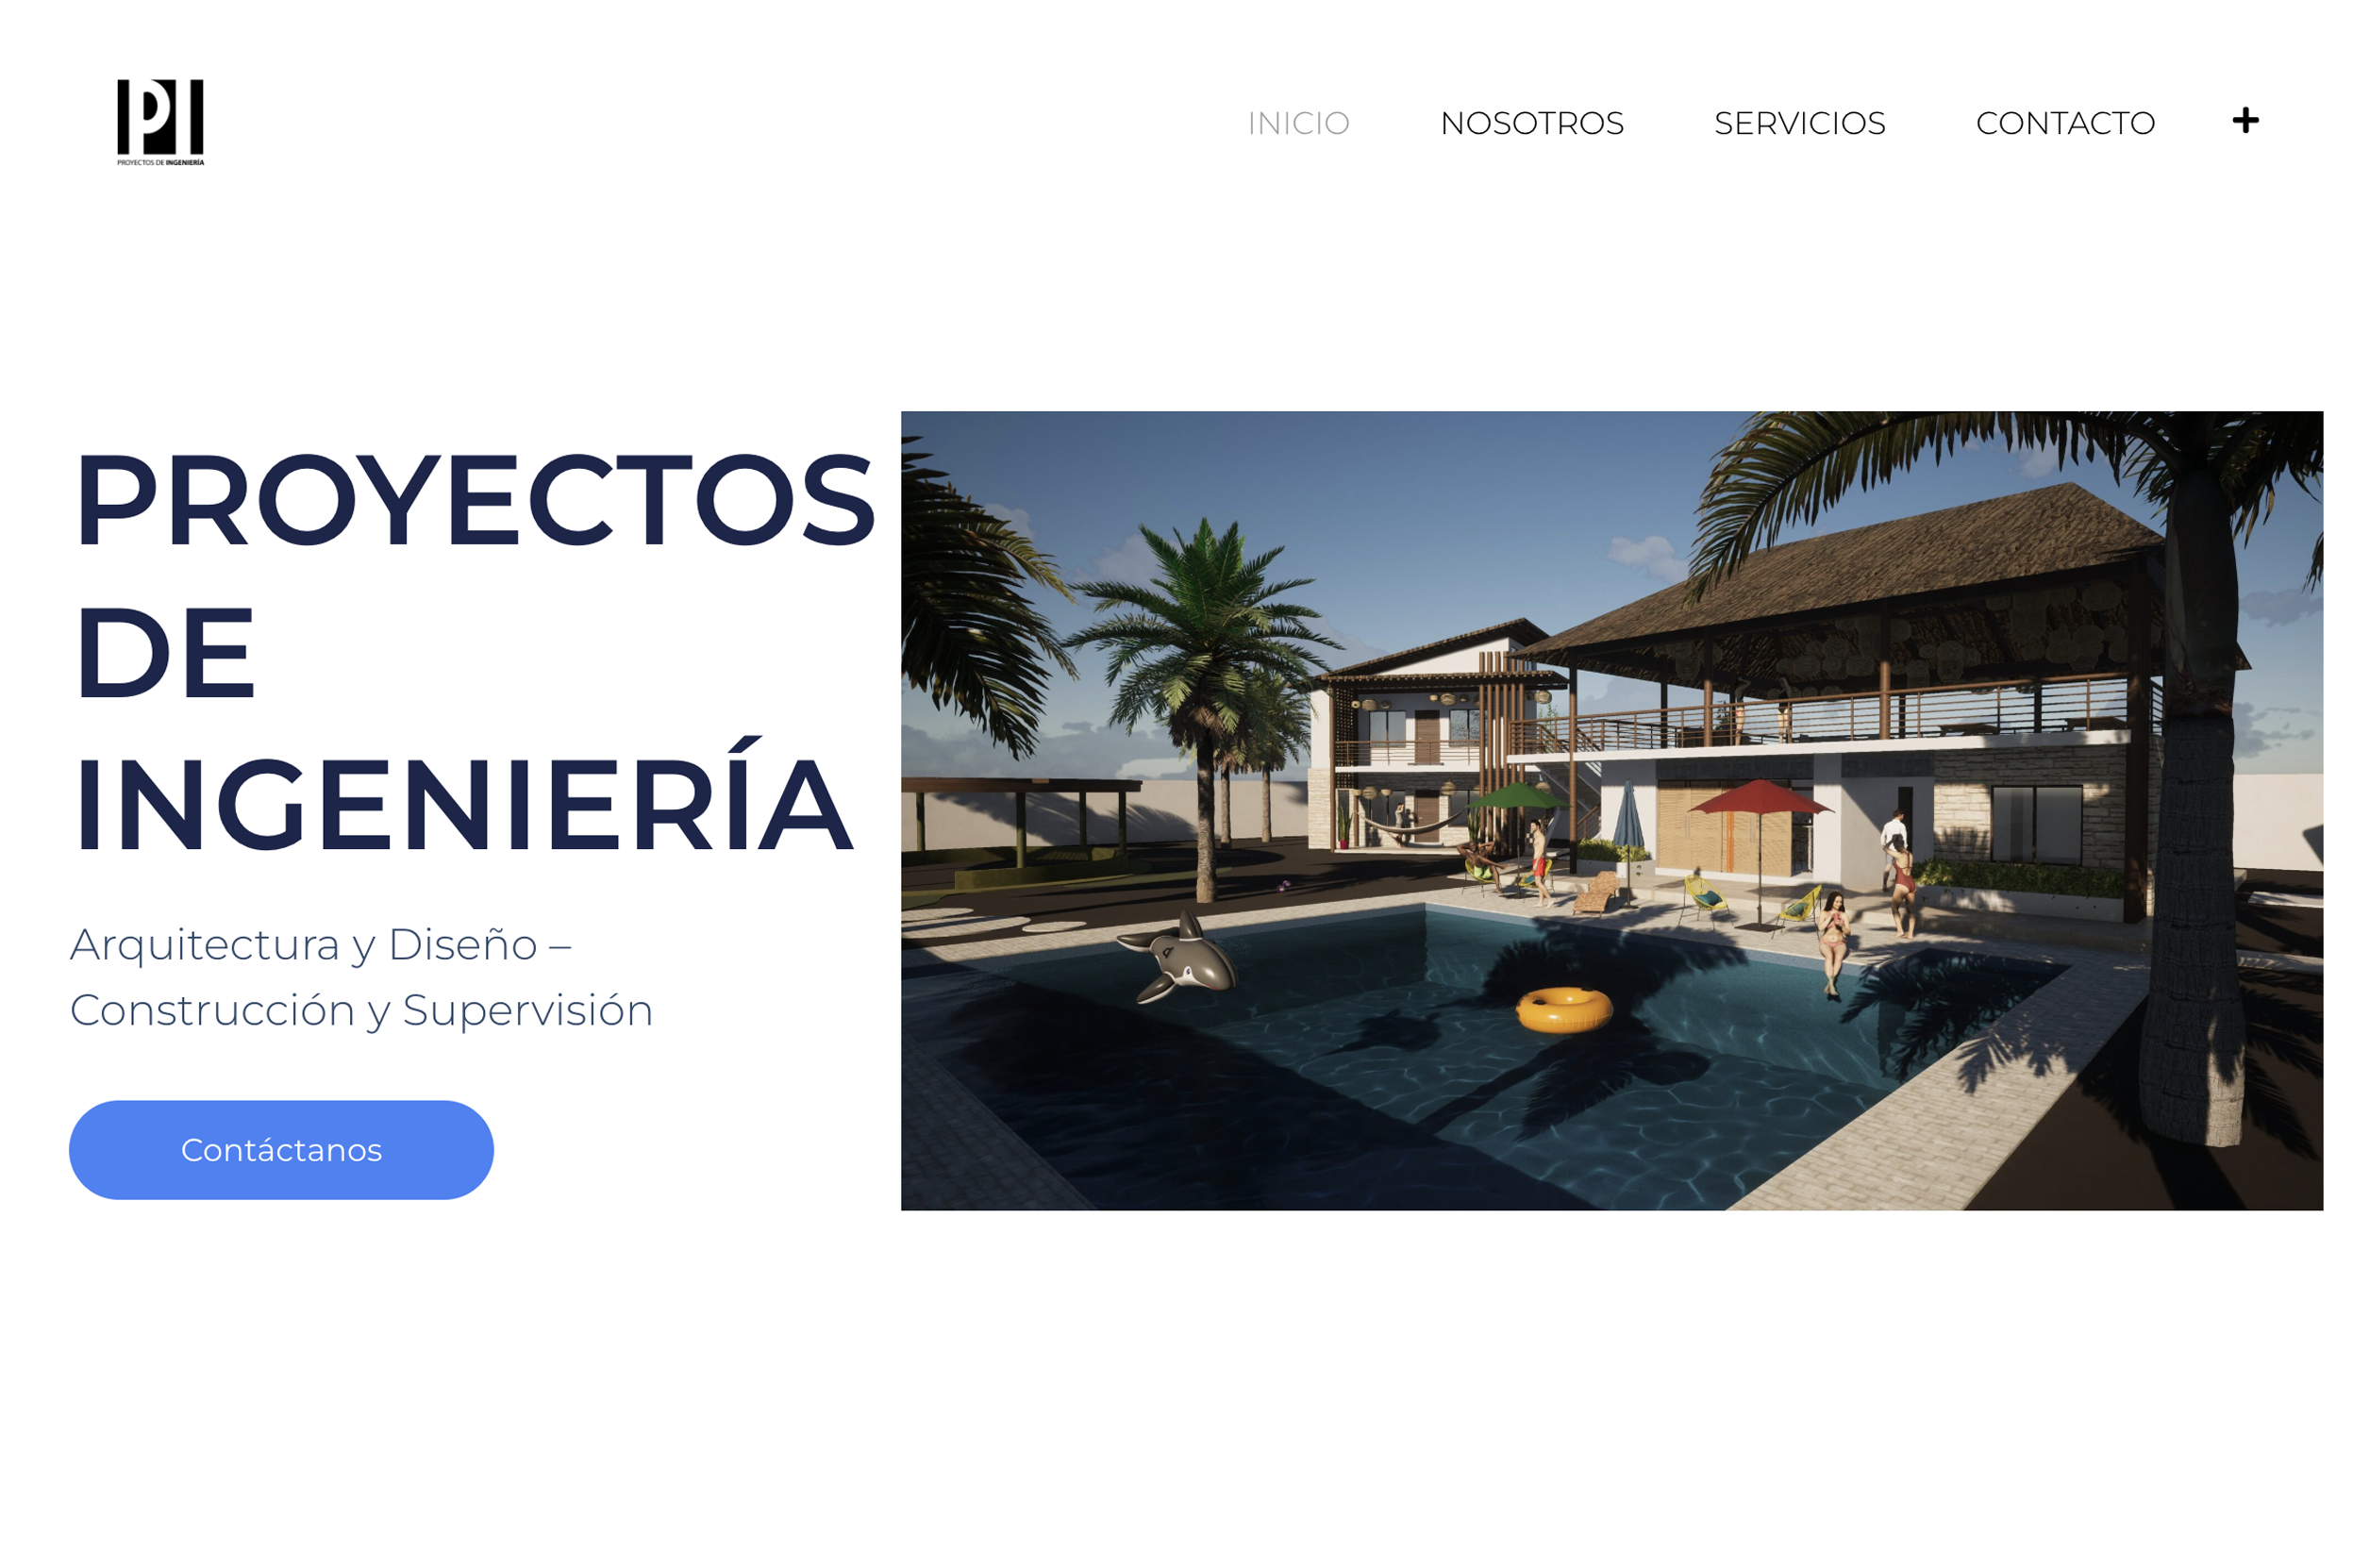 PI
PROYECTOS DE INGENIERÍA
INICIO
NOSOTROS
SERVICIOS
CONTACTO
+
PROYECTOS
DE
INGENIERÍA
Arquitectura y Diseño –
Construcción y Supervisión
Contáctanos